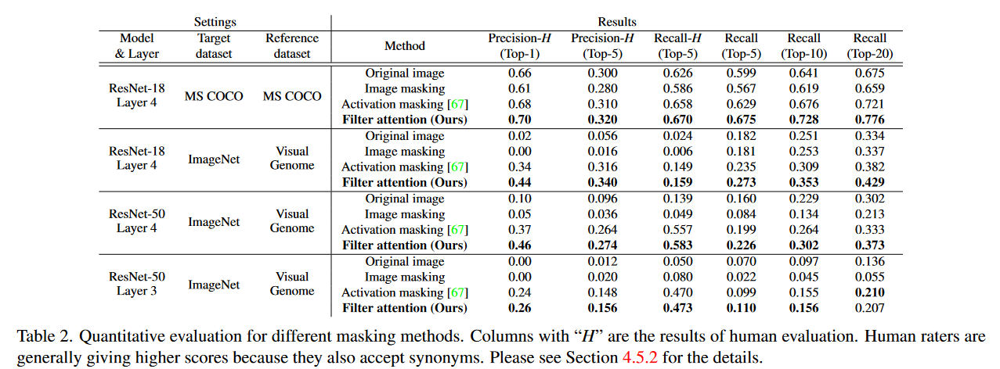 Settings Results
Model & Layer Target dataset Reference dataset Method Precision-H (Top-1) Precision-H (Top-5) Recall-H (Top-5) Recall (Top-5) Recall (Top-10) Recall (Top-20)
ResNet-18 Layer 4 MS COCO MS COCO
Original image 0.66 0.300 0.626 0.599 0.641 0.675
Image masking 0.61 0.280 0.586 0.567 0.619 0.659
Activation masking [67] 0.68 0.310 0.658 0.629 0.676 0.721
Filter attention (Ours) 0.70 0.320 0.670 0.675 0.728 0.776
ResNet-18 Layer 4 ImageNet Visual Genome
Original image 0.02 0.056 0.024 0.182 0.251 0.334
Image masking 0.00 0.016 0.006 0.181 0.253 0.337
Activation masking [67] 0.34 0.316 0.149 0.235 0.309 0.382
Filter attention (Ours) 0.44 0.340 0.159 0.273 0.353 0.429
ResNet-50 Layer 4 ImageNet Visual Genome
Original image 0.10 0.096 0.139 0.160 0.229 0.302
Image masking 0.05 0.036 0.049 0.084 0.134 0.213
Activation masking [67] 0.37 0.264 0.557 0.199 0.264 0.333
Filter attention (Ours) 0.46 0.274 0.583 0.226 0.302 0.373
ResNet-50 Layer 3 ImageNet Visual Genome
Original image 0.00 0.012 0.050 0.070 0.097 0.136
Image masking 0.00 0.020 0.080 0.022 0.045 0.055
Activation masking [67] 0.24 0.148 0.470 0.099 0.155 0.210
Filter attention (Ours) 0.26 0.156 0.473 0.110 0.156 0.207
Table 2. Quantitative evaluation for different masking methods. Columns with “H” are the results of human evaluation. Human raters are
generally giving higher scores because they also accept synonyms. Please see Section 4.5.2 for the details.